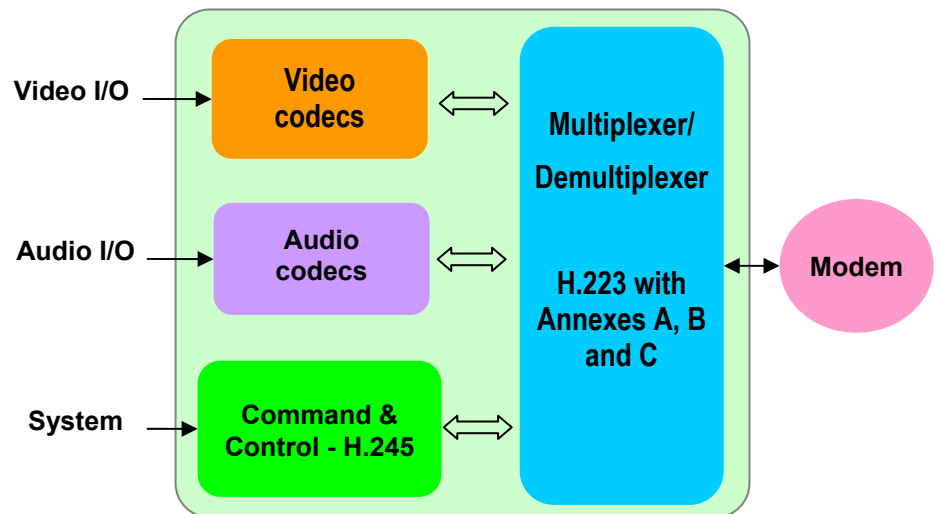 Video I/O
Video
codecs
Multiplexer/
Demultiplexer
Audio I/O
Audio
codecs
H.223 with
Annexes A, B
and C
Modem
System
Command &
Control - H.245